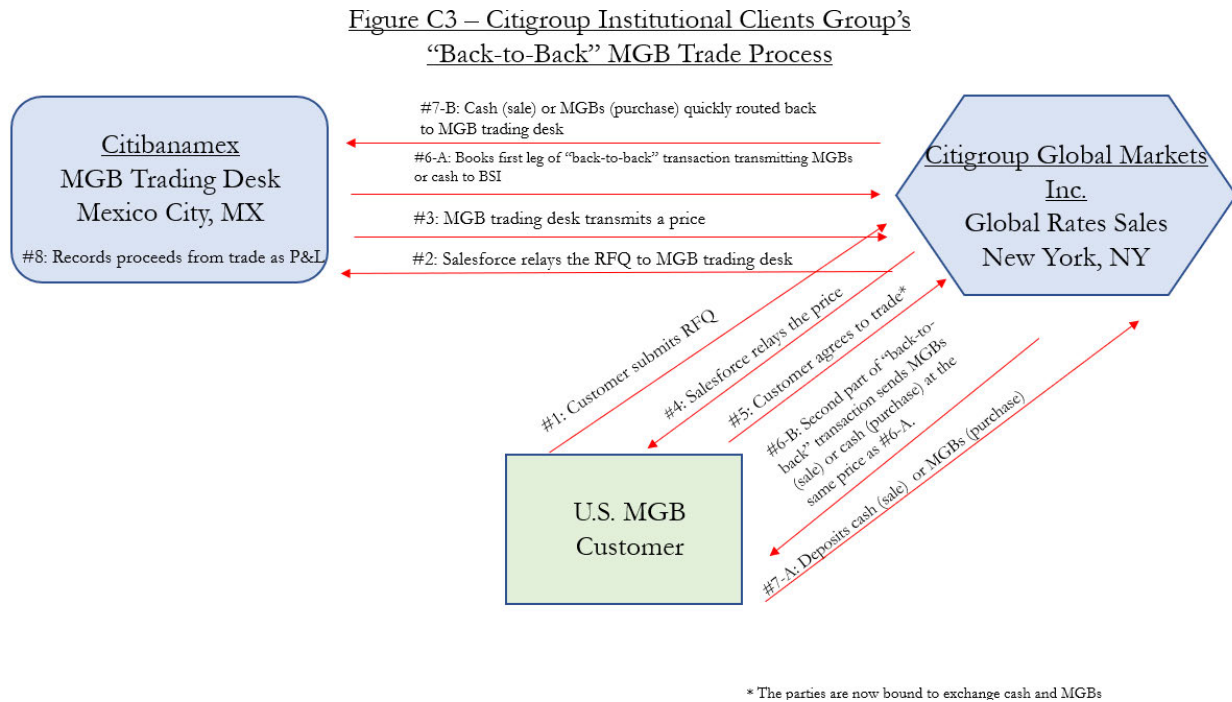 Figure C3 – Citigroup Institutional Clients Group's
“Back-to-Back” MGB Trade Process
Citibanamex
MGB Trading Desk
Mexico City, MX
#8: Records proceeds from trade as P&L
#7-B: Cash (sale) or MGBs (purchase) quickly routed back
to MGB trading desk
#6-A: Books first leg of “back-to-back” transaction transmitting MGBs
or cash to BSI
#3: MGB trading desk transmits a price
#2: Salesforce relays the RFQ to MGB trading desk
Citigroup Global Markets
Inc.
Global Rates Sales
New York, NY
#1: Customer submits RFQ
#4: Salesforce relays the price
#5: Customer agrees to trade*
#6-B: Second part of “back-to-
back” transaction sends MGBs
(sale) or cash (purchase) at the
same price as #6-A.
#7-A: Deposits cash (sale) or MGBs (purchase)
U.S. MGB
Customer
* The parties are now bound to exchange cash and MGBs